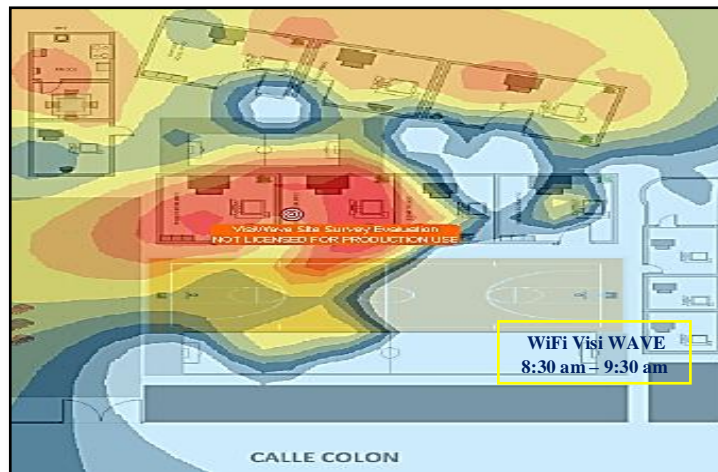 VisiWave Site Survey Evaluation
NOT LICENSED FOR PRODUCTION USE
WiFi Visi WAVE
8:30 am – 9:30 am
CALLE COLON